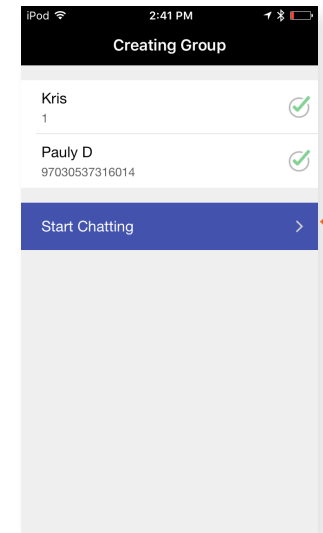 iPod 2:41 PM
Creating Group
Kris
1
Pauly D
97030537316014
Start Chatting